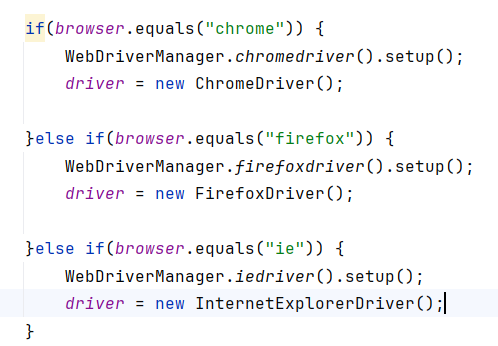 if(browser.equals("chrome")) {
    WebDriverManager.chromedriver().setup();
    driver = new ChromeDriver();

}else if(browser.equals("firefox")) {
    WebDriverManager.firefoxdriver().setup();
    driver = new FirefoxDriver();

}else if(browser.equals("ie")) {
    WebDriverManager.iedriver().setup();
    driver = new InternetExplorerDriver();
}